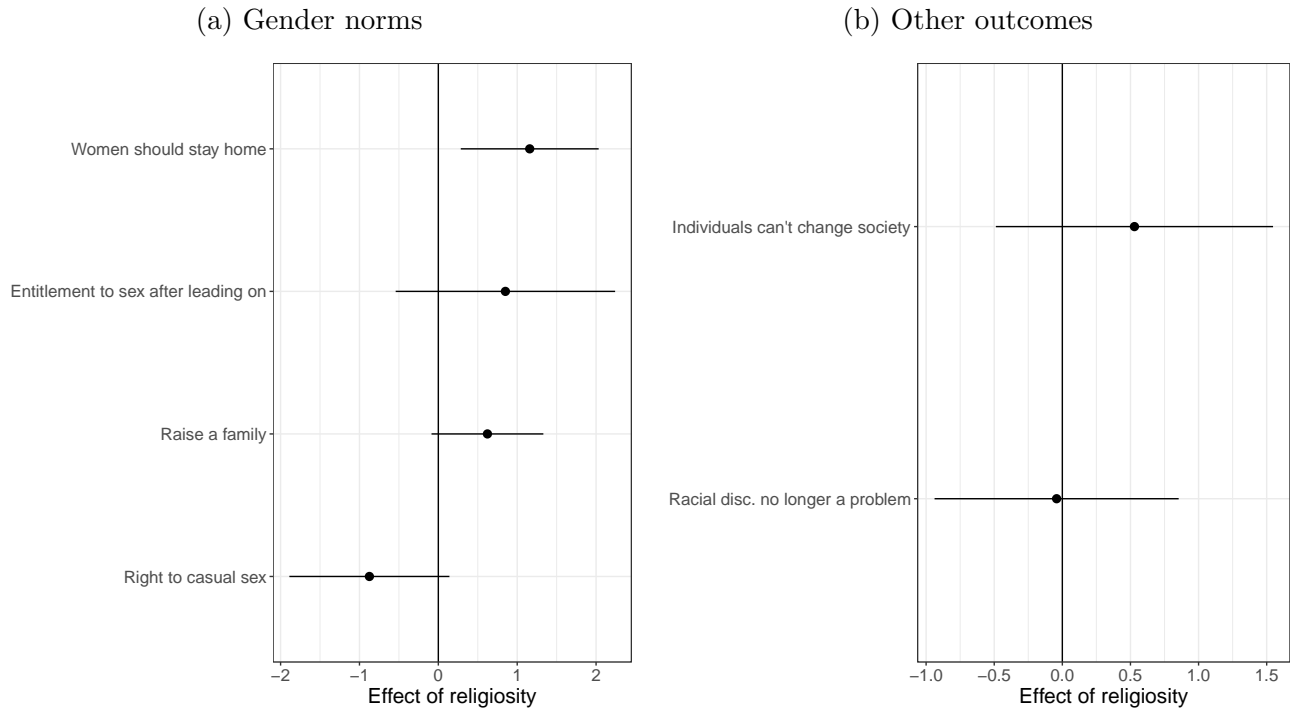 (a) Gender norms
Women should stay home
Entitlement to sex after leading on
Raise a family
Right to casual sex
−2 −1 0 1 2
Effect of religiosity
(b) Other outcomes
Individuals can't change society
Racial disc. no longer a problem
−1.0 −0.5 0.0 0.5 1.0 1.5
Effect of religiosity